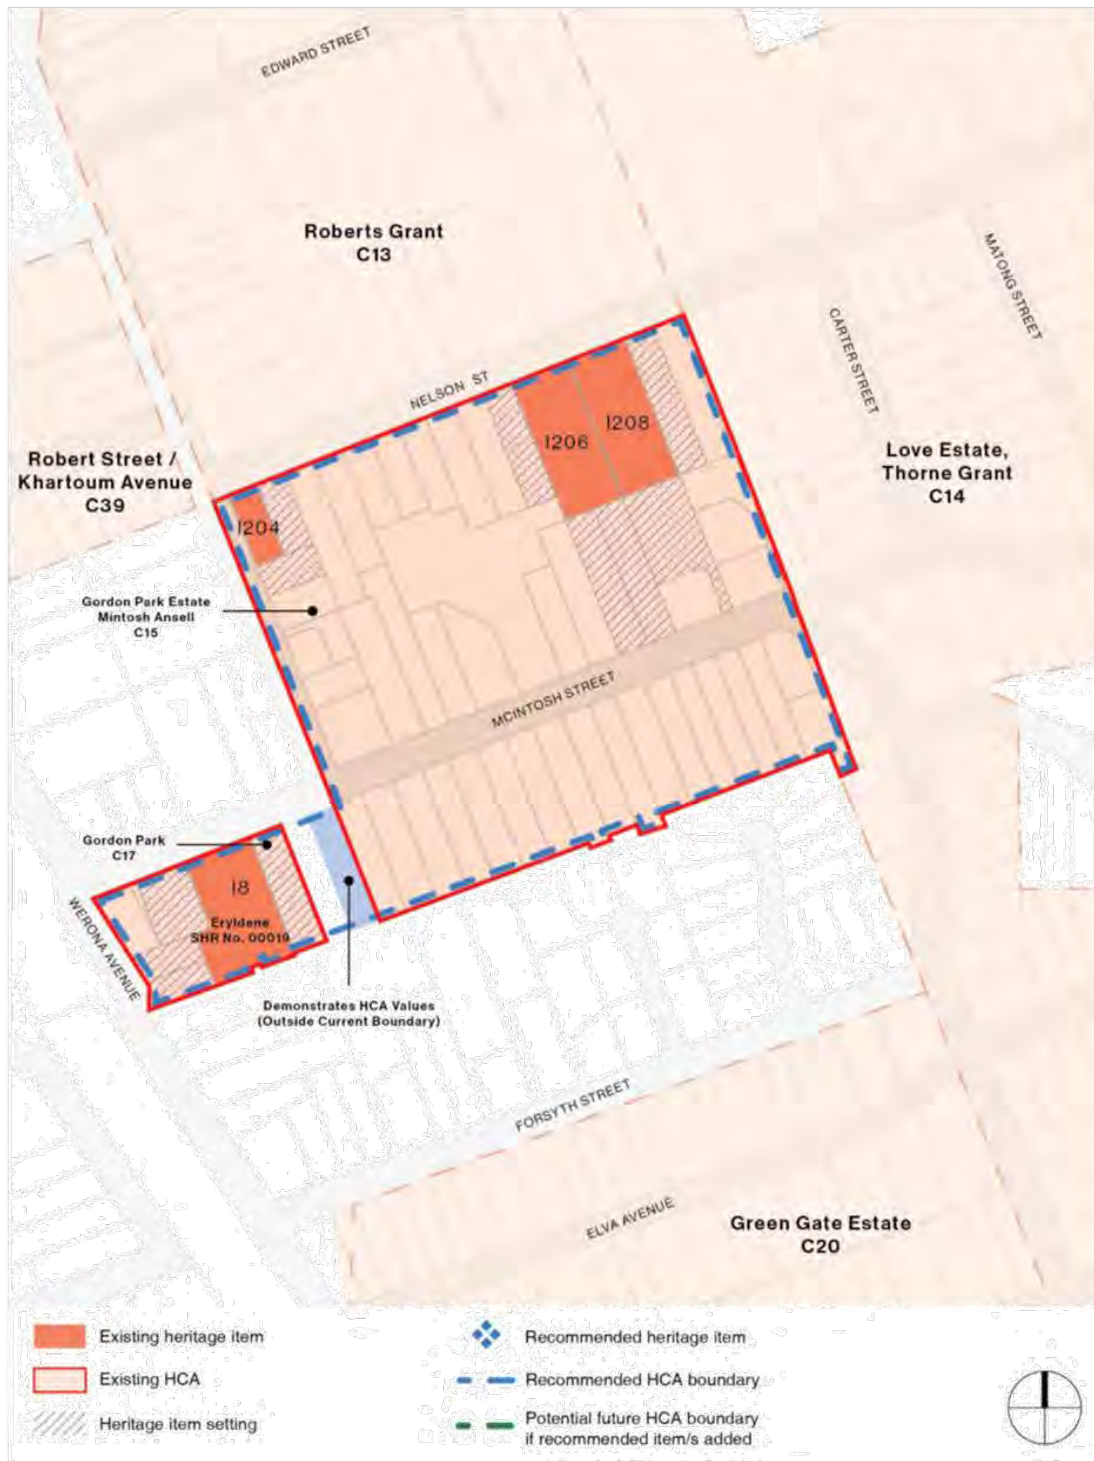 EDWARD STREET
Roberts Grant
C13
MATONG STREET
CARTER STREET
NELSON ST
I206
I208
Robert Street /
Khartoum Avenue
C39
Love Estate,
Thorne Grant
C14
I204
Gordon Park Estate
Mintosh Ansell
C15
MCINTOSH STREET
Gordon Park
C17
I8
Eryldene
SHR No. 00019
WERONA AVENUE
Demonstrates HCA Values
(Outside Current Boundary)
FORSYTH STREET
ELVA AVENUE
Green Gate Estate
C20
Existing heritage item
Existing HCA
Heritage item setting
Recommended heritage item
Recommended HCA boundary
Potential future HCA boundary
if recommended item/s added